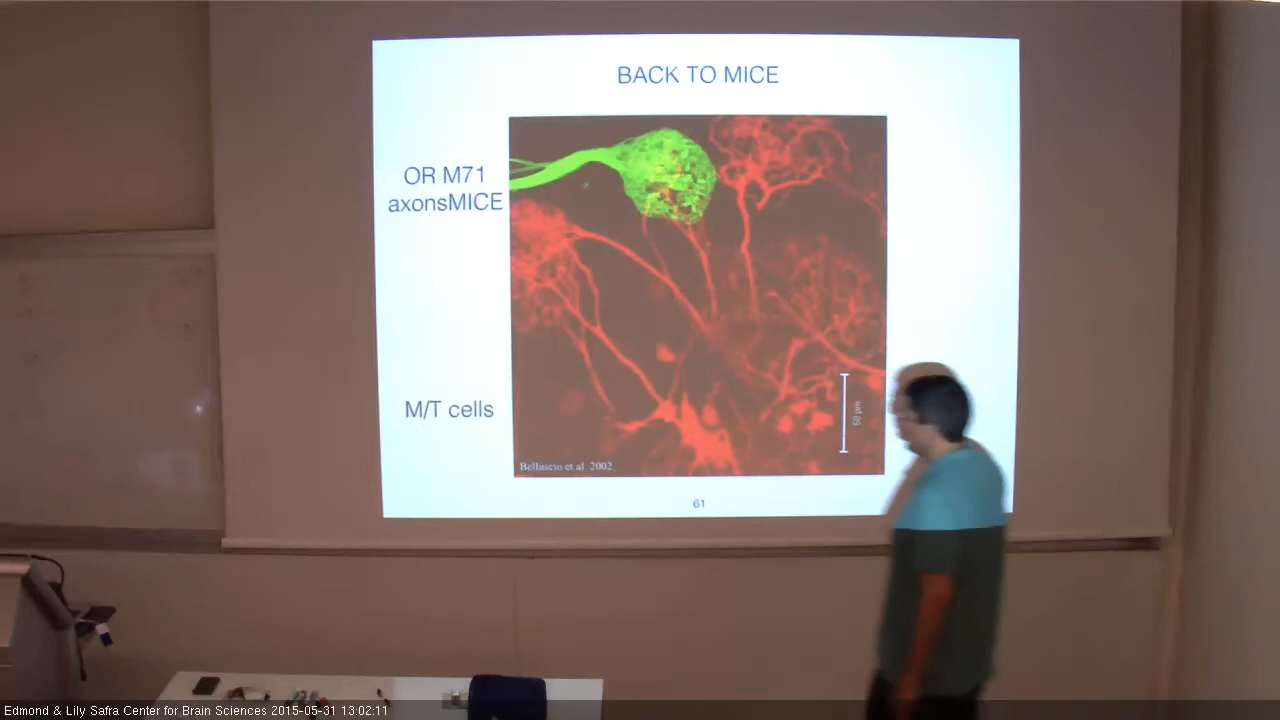 BACK TO MICE
OR M71
axonsMICE
M/T cells
50 µm
Belluscio et al 2002
61
Edmond & Lily Safra Center for Brain Sciences 2015-05-31 13:02:11